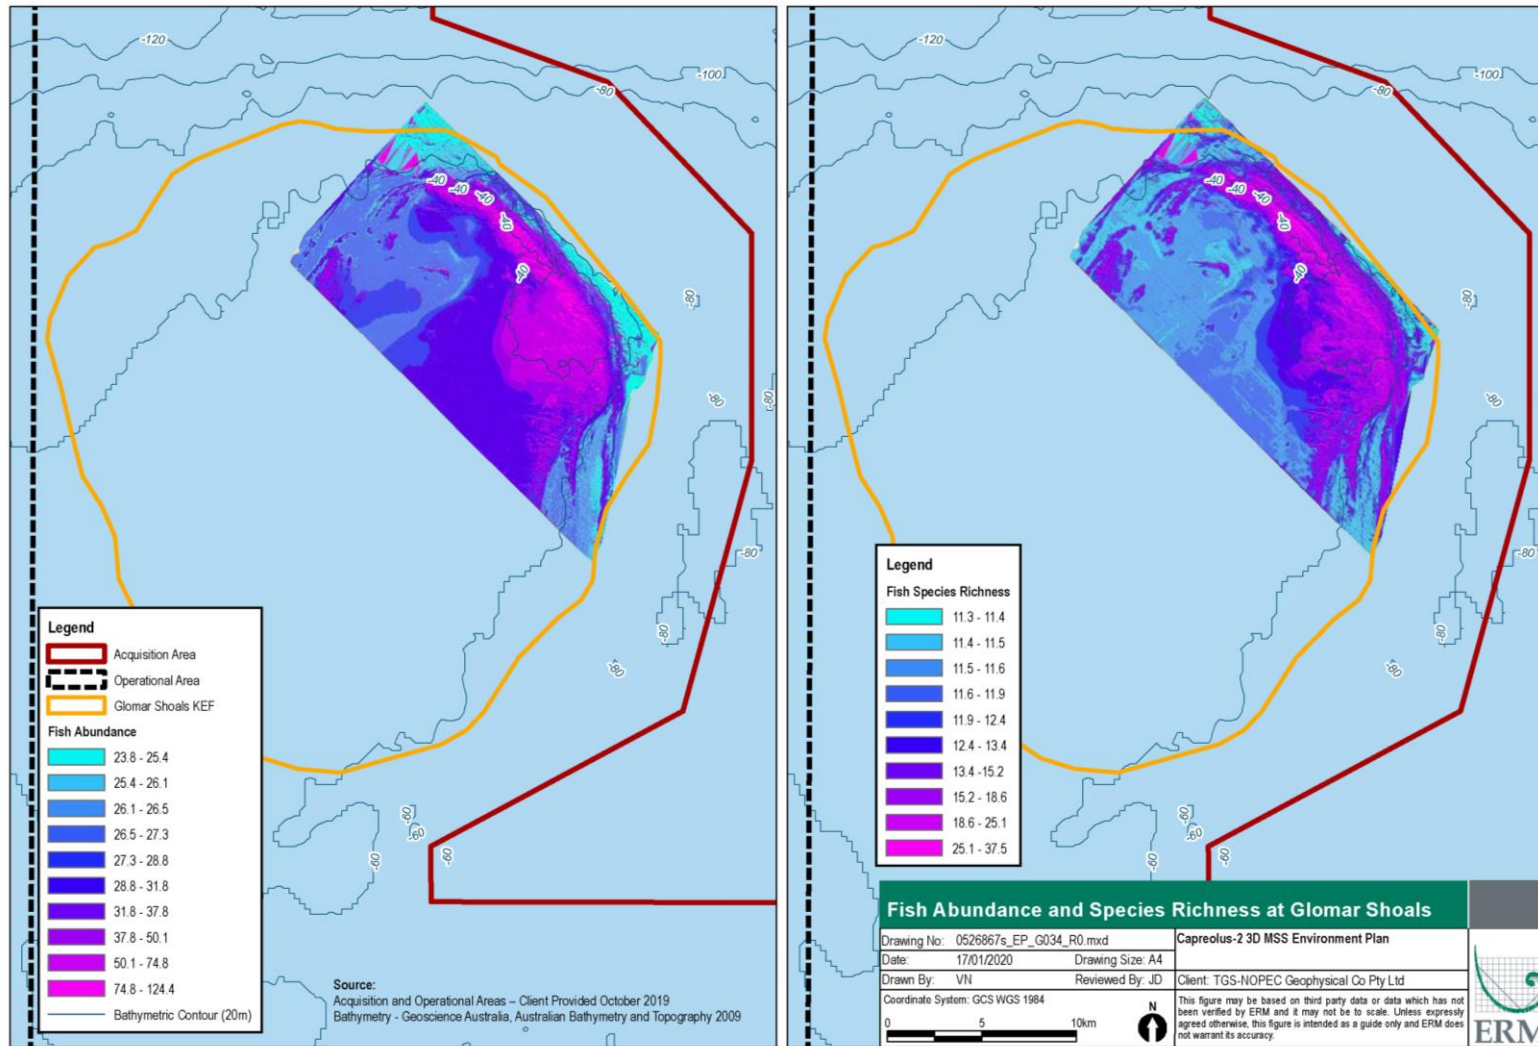 -120
-100
-80
-40
-40
-40
-40
-40
-80
-80
-80
-80
-80
-60
-60
-60
-60
Legend
Acquisition Area
Operational Area
Glomar Shoals KEF
Fish Abundance
23.8 - 25.4
25.4 - 26.1
26.1 - 26.5
26.5 - 27.3
27.3 - 28.8
28.8 - 31.8
31.8 - 37.8
37.8 - 50.1
50.1 - 74.8
74.8 - 124.4
Bathymetric Contour (20m)
Source:
Acquisition and Operational Areas – Client Provided October 2019
Bathymetry - Geoscience Australia, Australian Bathymetry and Topography 2009
-120
-100
-80
-40
-40
-40
-40
-40
-80
-80
-80
-80
-80
-60
-60
-60
Legend
Fish Species Richness
11.3 - 11.4
11.4 - 11.5
11.5 - 11.6
11.6 - 11.9
11.9 - 12.4
12.4 - 13.4
13.4 -15.2
15.2 - 18.6
18.6 - 25.1
25.1 - 37.5
Fish Abundance and Species Richness at Glomar Shoals
Drawing No: 0526867s_EP_G034_R0.mxd
Date: 17/01/2020 Drawing Size: A4
Drawn By: VN Reviewed By: JD
Coordinate System: GCS WGS 1984
0 5 10km
N
Capreolus-2 3D MSS Environment Plan
Client: TGS-NOPEC Geophysical Co Pty Ltd
This figure may be based on third party data or data which has not
been verified by ERM and it may not be to scale. Unless expressly
agreed otherwise, this figure is intended as a guide only and ERM does
not warrant its accuracy.
ERM